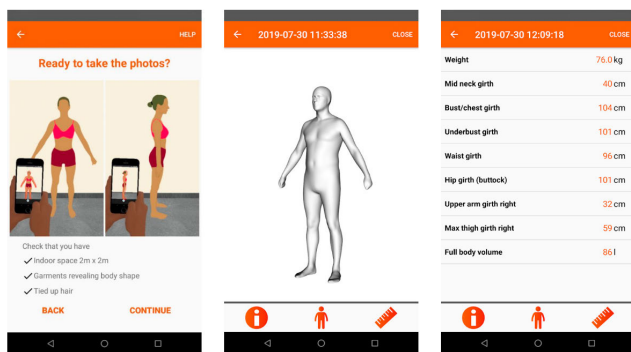 HELP
Ready to take the photos?
Check that you have
✓ Indoor space 2m x 2m
✓ Garments revealing body shape
✓ Tied up hair
BACK CONTINUE
2019-07-30 11:33:38 CLOSE
2019-07-30 12:09:18 CLOSE
Weight 76.0 kg
Mid neck girth 40 cm
Bust/chest girth 104 cm
Underbust girth 101 cm
Waist girth 96 cm
Hip girth (buttock) 101 cm
Upper arm girth right 32 cm
Max thigh girth right 59 cm
Full body volume 86 l